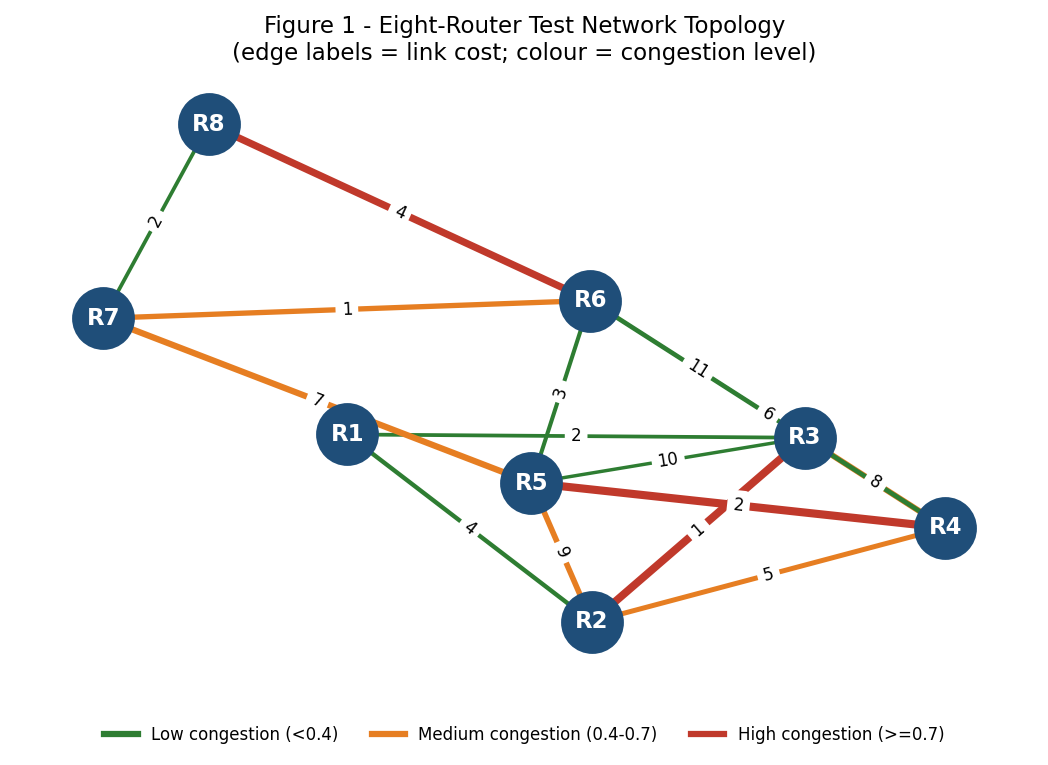 Figure 1 - Eight-Router Test Network Topology
(edge labels = link cost; colour = congestion level)
R8
2
4
R6
R7
1
11
3
7
6
R1
2
R3
10
R5
8
2
R4
4
1
9
5
R2
Low congestion (<0.4)
Medium congestion (0.4-0.7)
High congestion (>=0.7)